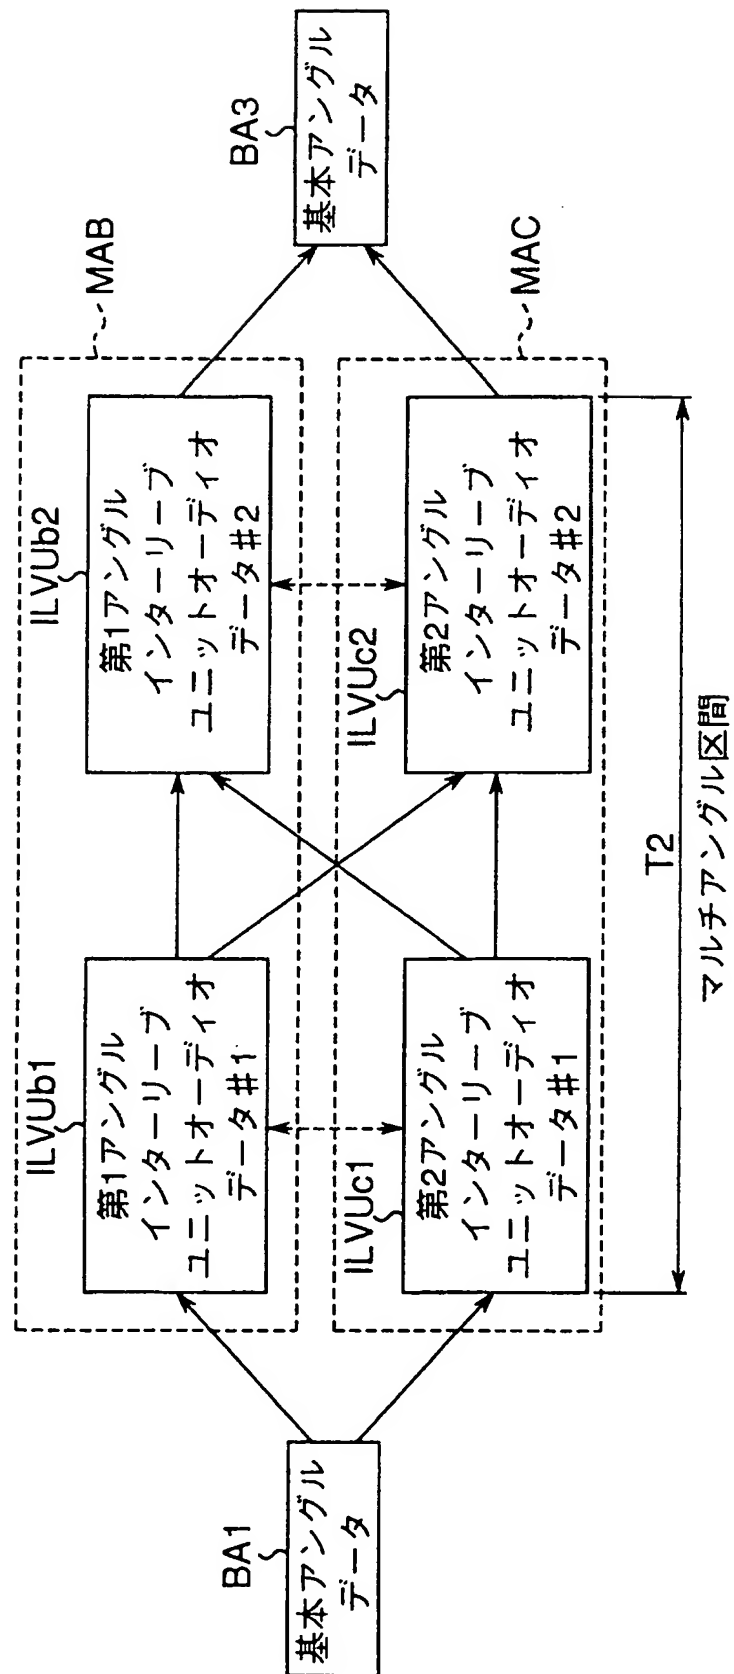 BA1
基本アングル
データ
MAB
ILVUb1
第1アングル
インターリーブ
ユニットオーディオ
データ#1
ILVUb2
第1アングル
インターリーブ
ユニットオーディオ
データ#2
MAC
ILVUc1
第2アングル
インターリーブ
ユニットオーディオ
データ#1
ILVUc2
第2アングル
インターリーブ
ユニットオーディオ
データ#2
BA3
基本アングル
データ
T2
マルチアングル区間